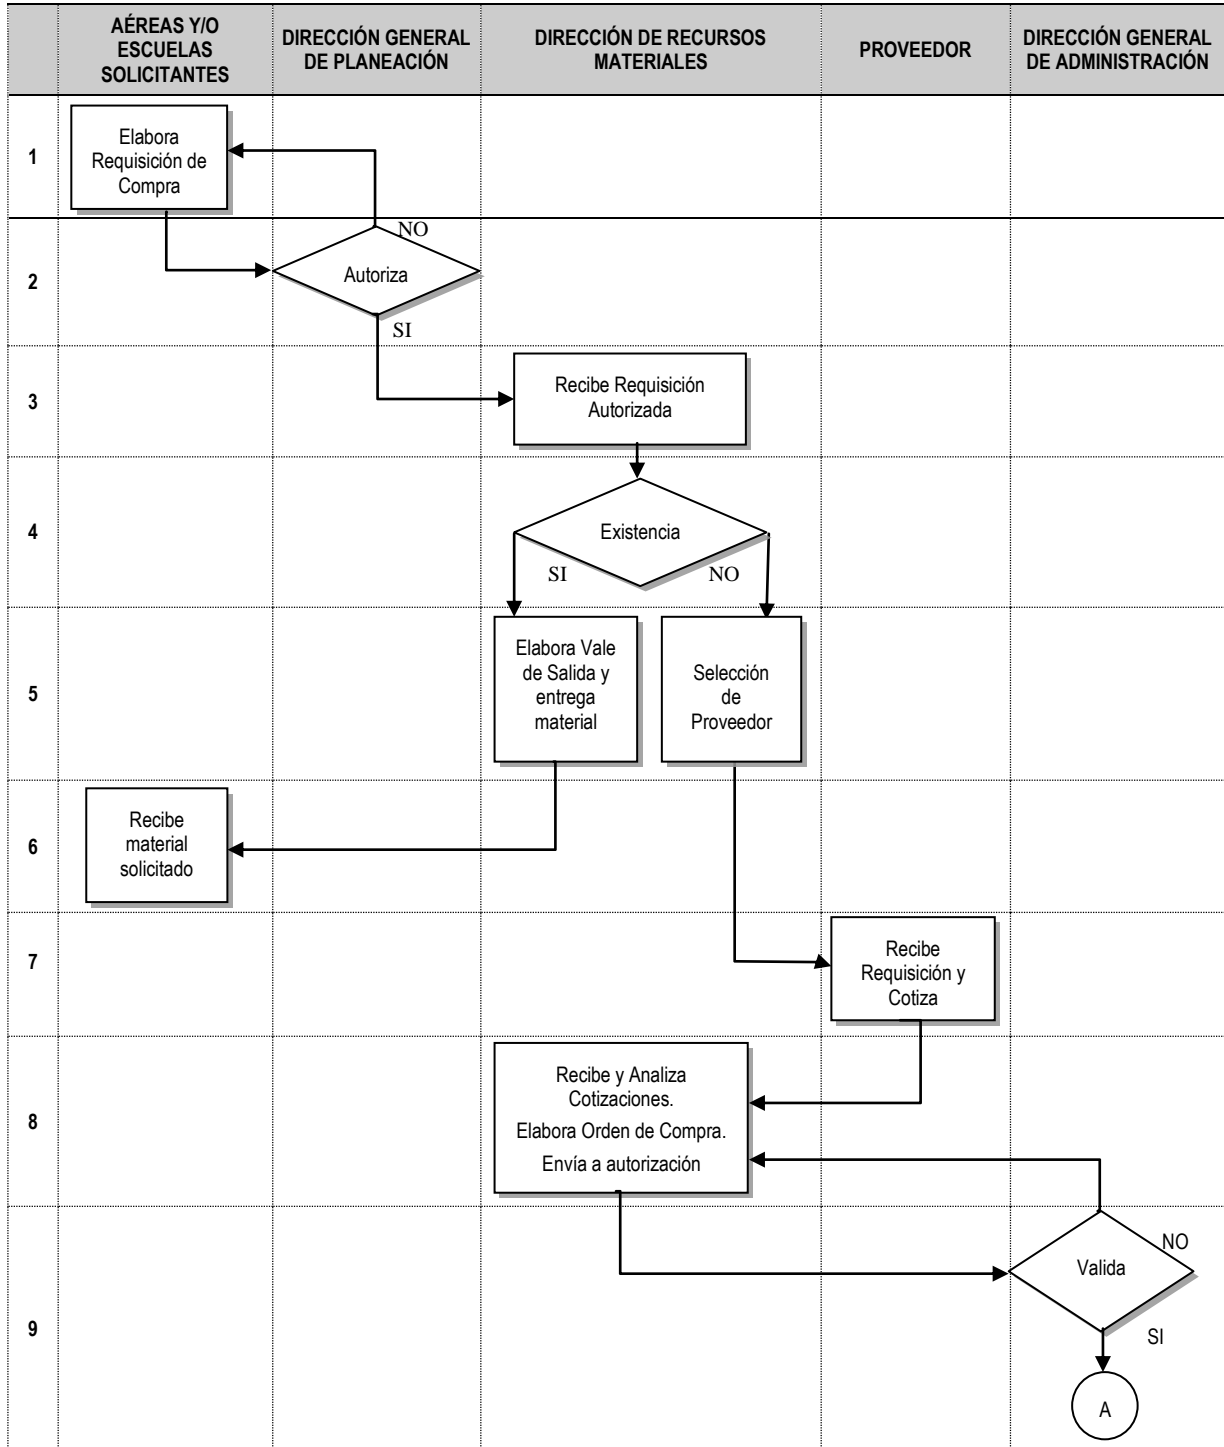 AÉREAS Y/O
ESCUELAS
SOLICITANTES
DIRECCIÓN GENERAL
DE PLANEACIÓN
DIRECCIÓN DE RECURSOS
MATERIALES
PROVEEDOR
DIRECCIÓN GENERAL
DE ADMINISTRACIÓN
1
Elabora
Requisición de
Compra
2
NO
Autoriza
SI
3
Recibe Requisición
Autorizada
4
Existencia
SI
NO
5
Elabora Vale
de Salida y
entrega
material
Selección
de
Proveedor
6
Recibe
material
solicitado
7
Recibe
Requisición y
Cotiza
8
Recibe y Analiza
Cotizaciones.
Elabora Orden de Compra.
Envía a autorización
9
NO
Valida
SI
A